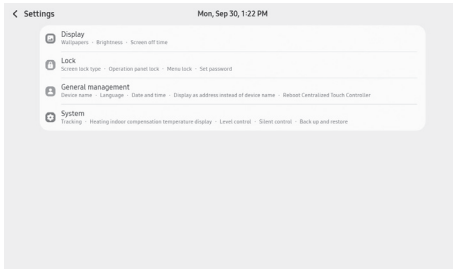 Settings
Mon, Sep 30, 1:22 PM
Display
Wallpapers · Brightness · Screen off time
Lock
Screen lock type · Operation panel lock · Menu lock · Set password
General management
Device name · Language · Date and time · Display as address instead of device name · Reboot Centralized Touch Controller
System
Tracking · Heating indoor compensation temperature display · Level control · Silent control · Back up and restore